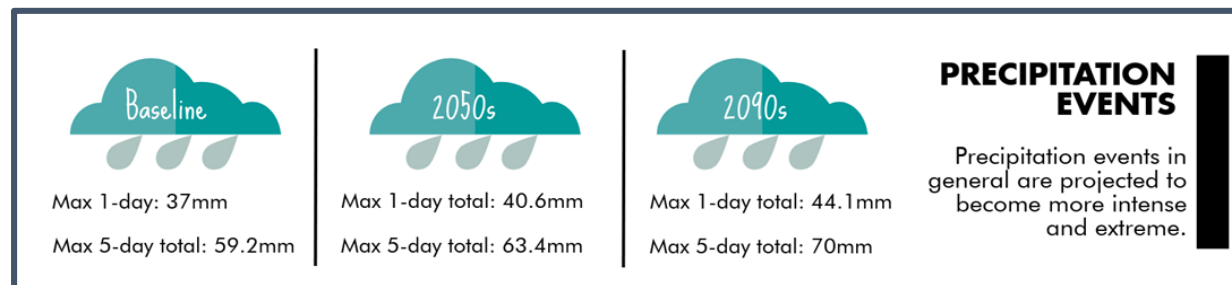 Baseline
Max 1-day: 37mm
Max 5-day total: 59.2mm
2050s
Max 1-day total: 40.6mm
Max 5-day total: 63.4mm
2090s
Max 1-day total: 44.1mm
Max 5-day total: 70mm
PRECIPITATION
EVENTS
Precipitation events in
general are projected to
become more intense
and extreme.